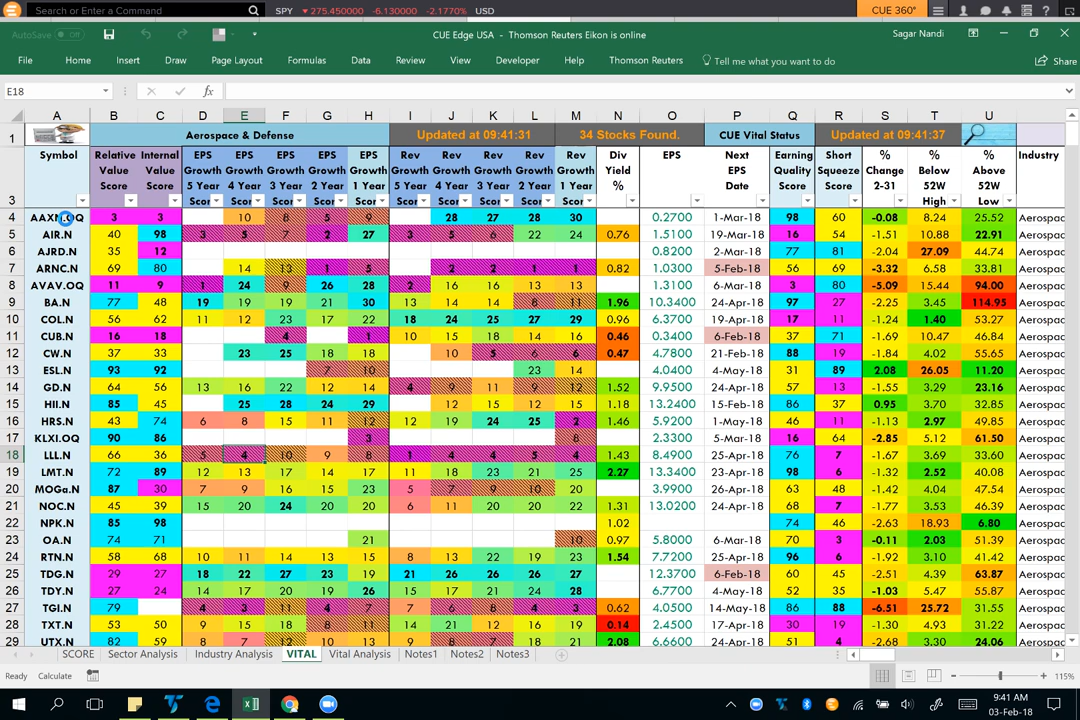 Search or Enter a Command SPY ▼ 275.450000 -6.130000 -2.1770% USD CUE 360°
AutoSave Off CUE Edge USA - Thomson Reuters Eikon is online Sagar Nandi
File Home Insert Draw Page Layout Formulas Data Review View Developer Help Thomson Reuters Tell me what you want to do Share
E18 fx
A B C D E F G H I J K L M N O P Q R S T U
1 Aerospace & Defense Updated at 09:41:31 34 Stocks Found. CUE Vital Status Updated at 09:41:37
3 Symbol Relative Value Score Internal Value Score EPS Growth 5 Year Scor EPS Growth 4 Year Scor EPS Growth 3 Year Scor EPS Growth 2 Year Scor EPS Growth 1 Year Scor Rev Growth 5 Year Scor Rev Growth 4 Year Scor Rev Growth 3 Year Scor Rev Growth 2 Year Scor Rev Growth 1 Year Scor Div Yield % EPS Next EPS Date Earning Quality Score Short Squeeze Score % Change 2-31 % Below 52W High % Above 52W Low Industry
4 AAXN.OQ 3 3 10 8 5 9 28 27 28 30 0.2700 1-Mar-18 98 60 -0.08 8.24 25.52 Aerospac
5 AIR.N 40 98 3 5 7 2 27 3 5 6 22 24 0.76 1.5100 19-Mar-18 16 54 -1.51 10.88 22.91 Aerospac
6 AJRD.N 35 12 0.8200 2-Mar-18 77 81 -2.04 27.09 44.74 Aerospac
7 ARNC.N 69 80 14 13 1 5 2 2 1 1 0.82 1.0300 5-Feb-18 56 69 -3.32 6.58 33.81 Aerospac
8 AVAV.OQ 11 9 1 24 9 26 28 2 16 16 13 13 1.3100 6-Mar-18 3 80 -5.09 15.44 94.00 Aerospac
9 BA.N 77 48 19 19 19 21 30 13 14 14 8 11 1.96 10.3400 24-Apr-18 97 27 -2.25 3.45 114.95 Aerospac
10 COL.N 56 62 11 12 23 17 22 18 24 25 27 29 0.96 6.3700 19-Apr-18 17 11 -1.24 1.40 53.27 Aerospac
11 CUB.N 16 18 4 1 10 15 18 14 16 0.46 0.3400 6-Feb-18 37 71 -1.69 10.47 46.84 Aerospac
12 CW.N 37 33 23 25 18 18 10 5 6 6 0.47 4.7800 21-Feb-18 88 19 -1.84 4.02 55.65 Aerospac
13 ESL.N 93 92 7 10 23 14 4.0400 4-May-18 31 89 2.08 26.05 11.20 Aerospac
14 GD.N 64 56 13 16 22 12 14 4 9 11 9 12 1.52 9.9500 24-Apr-18 57 13 -1.55 3.29 23.16 Aerospac
15 HII.N 85 45 25 28 24 29 12 15 12 15 1.18 13.2400 15-Feb-18 86 37 0.95 3.70 32.85 Aerospac
16 HRS.N 43 74 6 8 15 11 12 12 19 24 25 2 1.46 5.9200 1-May-18 46 11 -1.13 2.97 49.85 Aerospac
17 KLXI.OQ 90 86 3 8 2.3300 5-Mar-18 16 64 -2.85 5.12 61.50 Aerospac
18 LLL.N 66 36 5 4 10 9 8 1 4 4 5 4 1.43 8.4900 25-Apr-18 76 7 -1.67 3.69 33.60 Aerospac
19 LMT.N 72 89 12 13 17 14 17 11 18 23 21 25 2.27 13.3400 23-Apr-18 98 6 -1.32 2.52 40.08 Aerospac
20 MOGa.N 87 30 7 9 16 15 23 5 7 9 10 20 3.9900 26-Apr-18 63 48 -1.42 4.04 47.54 Aerospac
21 NOC.N 45 39 15 20 24 20 20 6 11 20 20 22 1.31 13.0200 24-Apr-18 68 7 -1.77 3.53 46.39 Aerospac
22 NPK.N 85 98 1.02 74 46 -2.63 18.93 6.80 Aerospac
23 OA.N 74 71 21 10 0.97 5.8000 6-Mar-18 70 3 -0.11 2.03 51.39 Aerospac
24 RTN.N 58 68 10 11 14 13 15 8 13 22 19 23 1.54 7.7200 25-Apr-18 96 6 -1.92 3.10 41.42 Aerospac
25 TDG.N 29 27 18 22 27 23 19 21 26 26 26 27 12.3700 6-Feb-18 60 45 -2.51 4.39 63.87 Aerospac
26 TDY.N 27 24 14 17 20 19 26 15 17 21 24 28 6.7700 4-May-18 52 35 -1.03 5.47 55.87 Aerospac
27 TGI.N 79 4 3 11 4 7 7 6 8 4 3 0.62 4.0500 14-May-18 86 88 -6.51 25.72 31.55 Aerospac
28 TXT.N 53 50 9 15 18 8 11 14 21 12 16 19 0.14 2.4500 17-Apr-18 30 19 -1.30 4.93 31.22 Aerospac
29 UTX.N 82 59 8 7 12 10 13 9 8 7 18 21 2.08 6.6600 24-Apr-18 51 4 -2.68 3.30 24.06 Aerospac
SCORE Sector Analysis Industry Analysis VITAL Vital Analysis Notes1 Notes2 Notes3
Ready Calculate 115%
9:41 AM
03-Feb-18